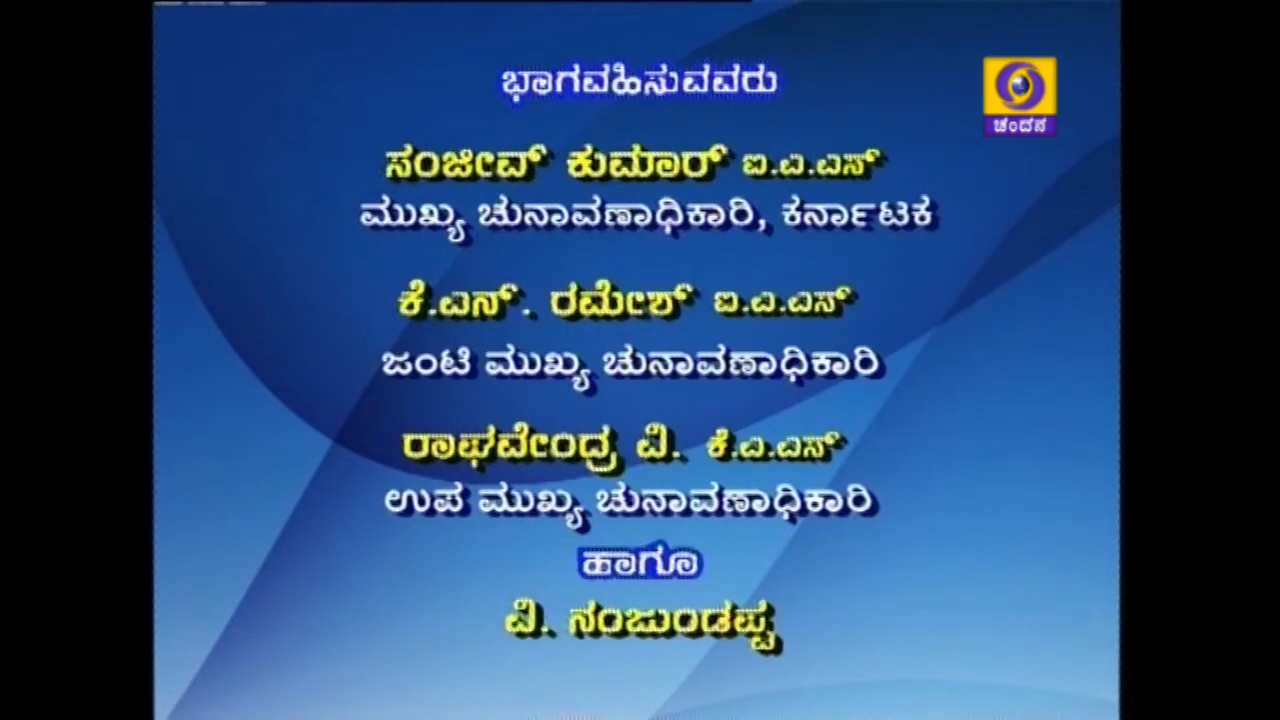 ಭಾಗವಹಿಸುವವರು
ಚಂದನ
ಸಂಜೀವ್ ಕುಮಾರ್ ಐ.ಎ.ಎಸ್
ಮುಖ್ಯ ಚುನಾವಣಾಧಿಕಾರಿ, ಕರ್ನಾಟಕ
ಕೆ.ಎನ್. ರಮೇಶ್ ಐ.ಎ.ಎಸ್
ಜಂಟಿ ಮುಖ್ಯ ಚುನಾವಣಾಧಿಕಾರಿ
ರಾಘವೇಂದ್ರ ವಿ. ಕೆ.ಎ.ಎಸ್
ಉಪ ಮುಖ್ಯ ಚುನಾವಣಾಧಿಕಾರಿ
ಹಾಗೂ
ವಿ. ನಂಜುಂಡಪ್ಪ